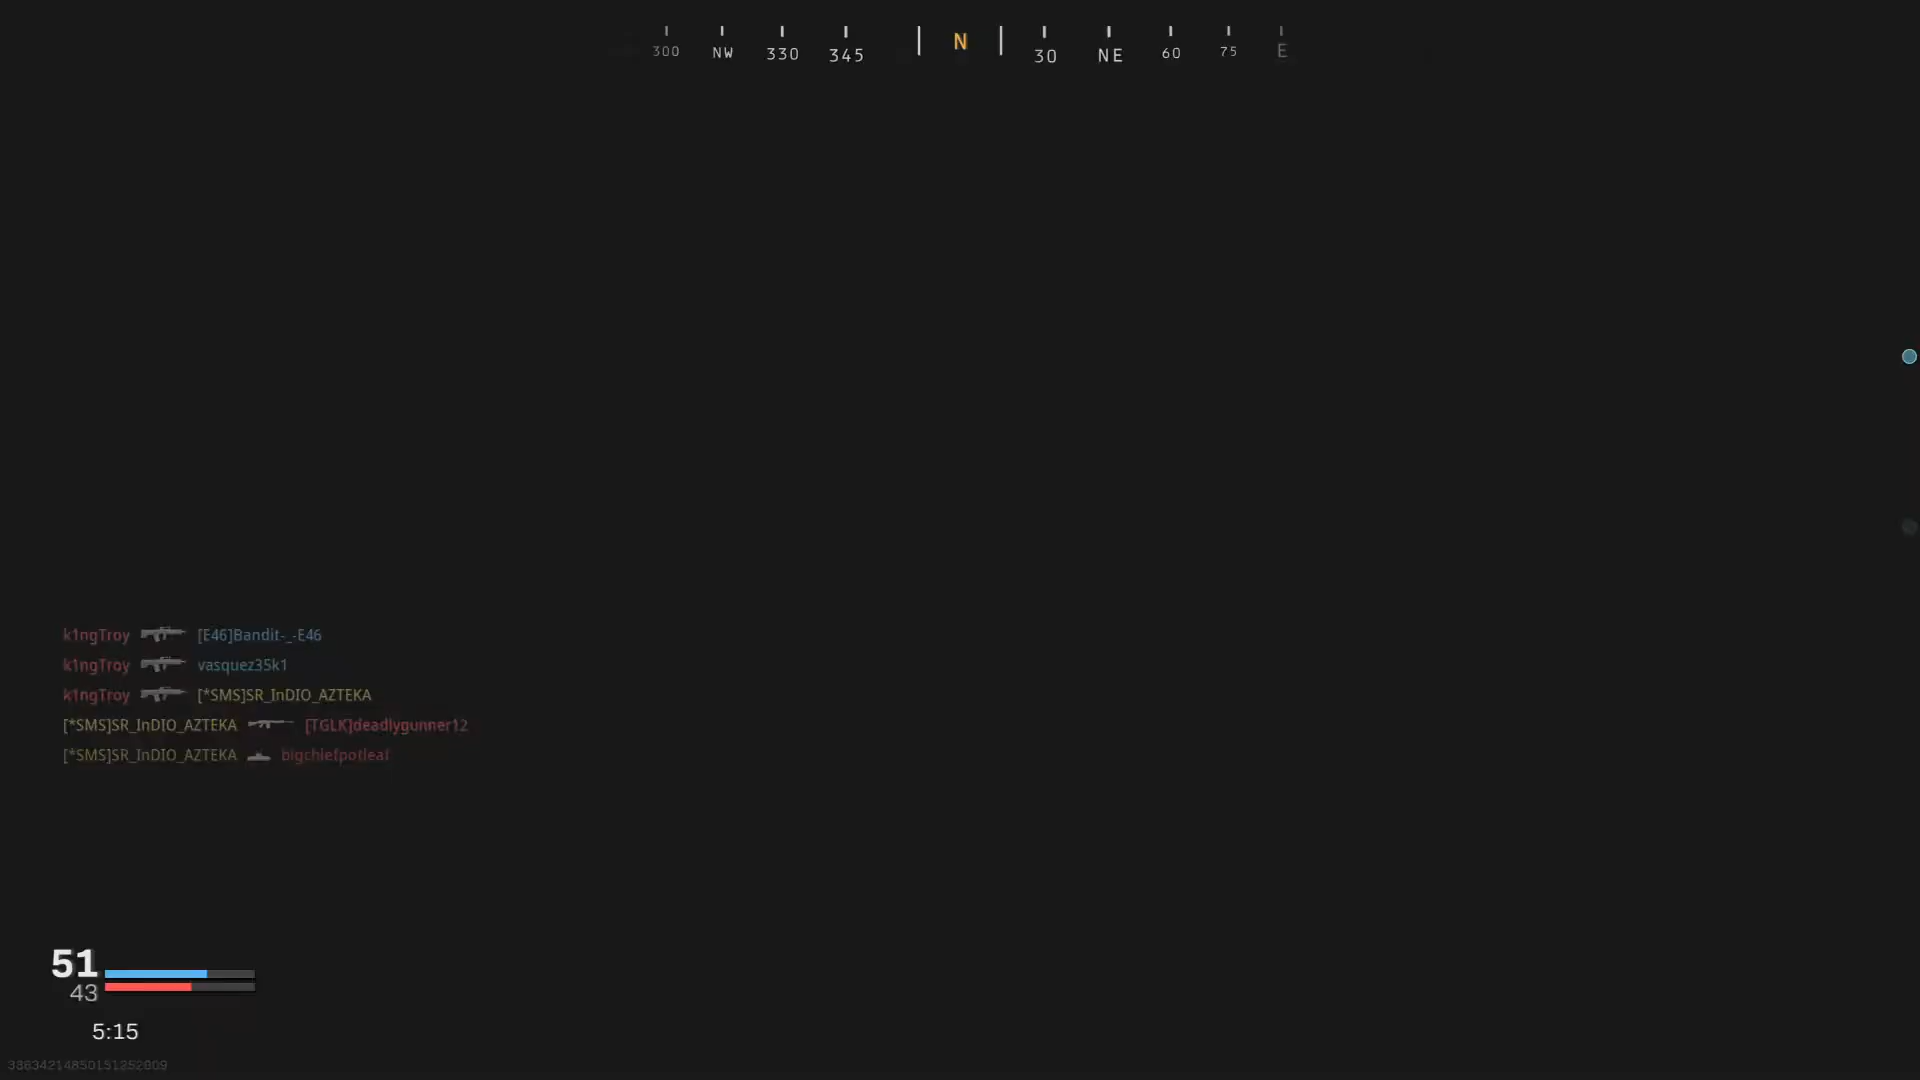 300 NW 330 345 N 30 NE 60 75 E
k1ngTroy [E46]Bandit-_-E46
k1ngTroy vasquez35k1
k1ngTroy [*SMS]SR_InDIO_AZTEKA
[*SMS]SR_InDIO_AZTEKA [TGLK]deadlygunner12
[*SMS]SR_InDIO_AZTEKA bigchiefpotleaf
51
43
5:15